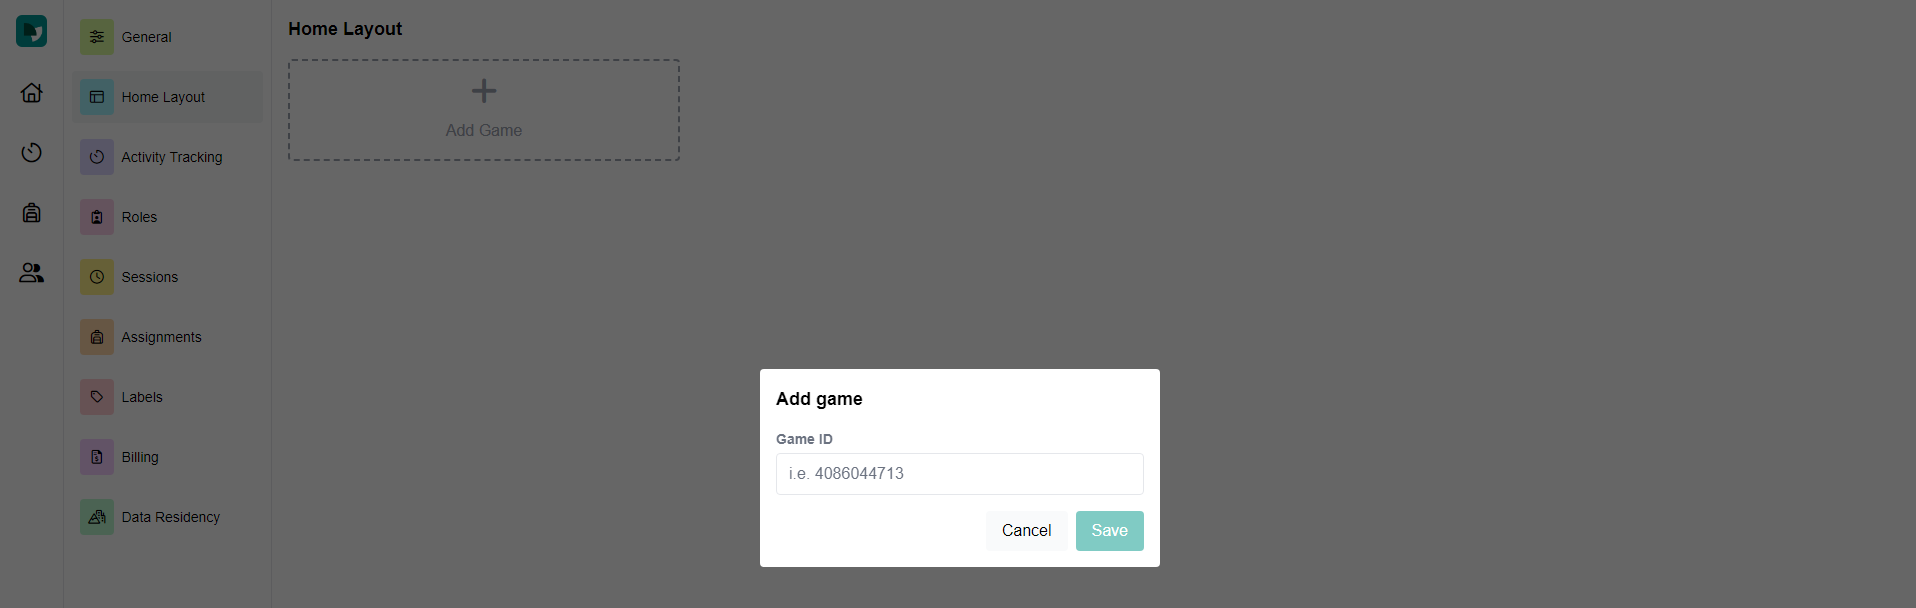 General
Home Layout
Activity Tracking
Roles
Sessions
Assignments
Labels
Billing
Data Residency
Home Layout
Add Game
Add game
Game ID
i.e. 4086044713
Cancel
Save